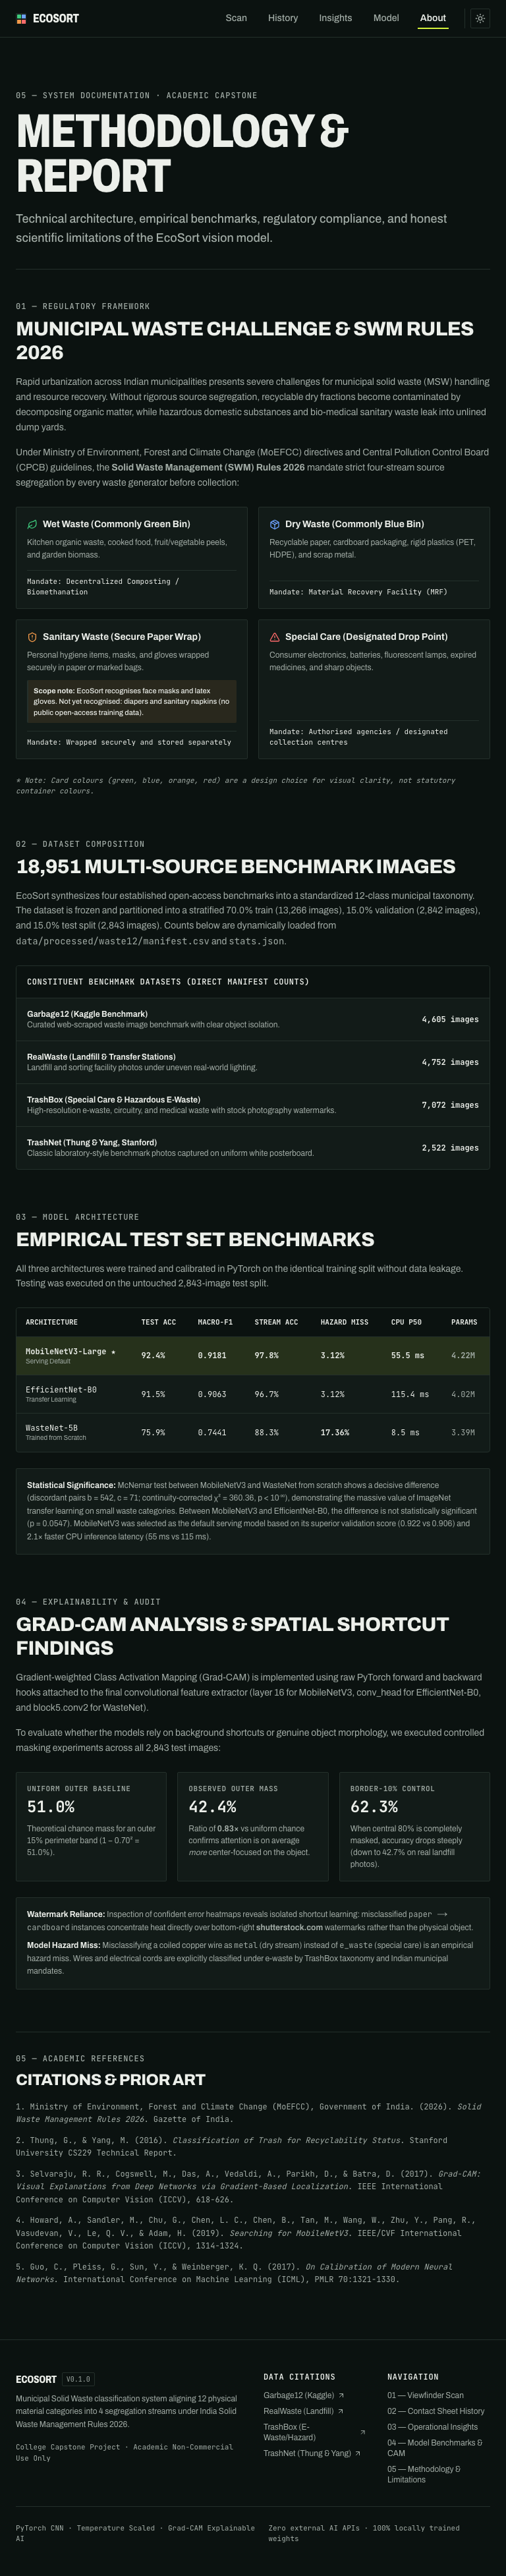 ECOSORT
Scan History Insights Model About
05 — SYSTEM DOCUMENTATION · ACADEMIC CAPSTONE
METHODOLOGY &
REPORT
Technical architecture, empirical benchmarks, regulatory compliance, and honest
scientific limitations of the EcoSort vision model.
01 — REGULATORY FRAMEWORK
MUNICIPAL WASTE CHALLENGE & SWM RULES
2026
Rapid urbanization across Indian municipalities presents severe challenges for municipal solid waste (MSW) handling
and resource recovery. Without rigorous source segregation, recyclable dry fractions become contaminated by
decomposing organic matter, while hazardous domestic substances and bio-medical sanitary waste leak into unlined
dump yards.
Under Ministry of Environment, Forest and Climate Change (MoEFCC) directives and Central Pollution Control Board
(CPCB) guidelines, the Solid Waste Management (SWM) Rules 2026 mandate strict four-stream source
segregation by every waste generator before collection:
Wet Waste (Commonly Green Bin)
Kitchen organic waste, cooked food, fruit/vegetable peels,
and garden biomass.
Mandate: Decentralized Composting /
Biomethanation
Dry Waste (Commonly Blue Bin)
Recyclable paper, cardboard packaging, rigid plastics (PET,
HDPE), and scrap metal.
Mandate: Material Recovery Facility (MRF)
Sanitary Waste (Secure Paper Wrap)
Personal hygiene items, masks, and gloves wrapped
securely in paper or marked bags.
Scope note: EcoSort recognises face masks and latex
gloves. Not yet recognised: diapers and sanitary napkins (no
public open-access training data).
Mandate: Wrapped securely and stored separately
Special Care (Designated Drop Point)
Consumer electronics, batteries, fluorescent lamps, expired
medicines, and sharp objects.
Mandate: Authorised agencies / designated
collection centres
* Note: Card colours (green, blue, orange, red) are a design choice for visual clarity, not statutory
container colours.
02 — DATASET COMPOSITION
18,951 MULTI-SOURCE BENCHMARK IMAGES
EcoSort synthesizes four established open-access benchmarks into a standardized 12-class municipal taxonomy.
The dataset is frozen and partitioned into a stratified 70.0% train (13,266 images), 15.0% validation (2,842 images),
and 15.0% test split (2,843 images). Counts below are dynamically loaded from
data/processed/waste12/manifest.csv and stats.json.
CONSTITUENT BENCHMARK DATASETS (DIRECT MANIFEST COUNTS)
Garbage12 (Kaggle Benchmark)
Curated web-scraped waste image benchmark with clear object isolation.
4,605 images
RealWaste (Landfill & Transfer Stations)
Landfill and sorting facility photos under uneven real-world lighting.
4,752 images
TrashBox (Special Care & Hazardous E-Waste)
High-resolution e-waste, circuitry, and medical waste with stock photography watermarks.
7,072 images
TrashNet (Thung & Yang, Stanford)
Classic laboratory-style benchmark photos captured on uniform white posterboard.
2,522 images
03 — MODEL ARCHITECTURE
EMPIRICAL TEST SET BENCHMARKS
All three architectures were trained and calibrated in PyTorch on the identical training split without data leakage.
Testing was executed on the untouched 2,843-image test split.
ARCHITECTURE TEST ACC MACRO-F1 STREAM ACC HAZARD MISS CPU P50 PARAMS
MobileNetV3-Large ★ 92.4% 0.9181 97.8% 3.12% 55.5 ms 4.22M
Serving Default
EfficientNet-B0 91.5% 0.9063 96.7% 3.12% 115.4 ms 4.02M
Transfer Learning
WasteNet-5B 75.9% 0.7441 88.3% 17.36% 8.5 ms 3.39M
Trained from Scratch
Statistical Significance: McNemar test between MobileNetV3 and WasteNet from scratch shows a decisive difference
(discordant pairs b = 542, c = 71; continuity-corrected χ² = 360.36, p < 10
), demonstrating the massive value of ImageNet
transfer learning on small waste categories. Between MobileNetV3 and EfficientNet-B0, the difference is not statistically significant
(p = 0.0547). MobileNetV3 was selected as the default serving model based on its superior validation score (0.922 vs 0.906) and
2.1× faster CPU inference latency (55 ms vs 115 ms).
04 — EXPLAINABILITY & AUDIT
GRAD-CAM ANALYSIS & SPATIAL SHORTCUT
FINDINGS
Gradient-weighted Class Activation Mapping (Grad-CAM) is implemented using raw PyTorch forward and backward
hooks attached to the final convolutional feature extractor (layer 16 for MobileNetV3, conv_head for EfficientNet-B0,
and block5.conv2 for WasteNet).
To evaluate whether the models rely on background shortcuts or genuine object morphology, we executed controlled
masking experiments across all 2,843 test images:
UNIFORM OUTER BASELINE
51.0%
Theoretical chance mass for an outer
15% perimeter band (1 − 0.70² =
51.0%).
OBSERVED OUTER MASS
42.4%
Ratio of 0.83× vs uniform chance
confirms attention is on average
more center-focused on the object.
BORDER-10% CONTROL
62.3%
When central 80% is completely
masked, accuracy drops steeply
(down to 42.7% on real landfill
photos).
Watermark Reliance: Inspection of confident error heatmaps reveals isolated shortcut learning: misclassified paper ⟶
cardboard instances concentrate heat directly over bottom-right shutterstock.com watermarks rather than the physical object.
Model Hazard Miss: Misclassifying a coiled copper wire as metal (dry stream) instead of e_waste (special care) is an empirical
hazard miss. Wires and electrical cords are explicitly classified under e-waste by TrashBox taxonomy and Indian municipal
mandates.
05 — ACADEMIC REFERENCES
CITATIONS & PRIOR ART
1. Ministry of Environment, Forest and Climate Change (MoEFCC), Government of India. (2026). Solid
Waste Management Rules 2026. Gazette of India.
2. Thung, G., & Yang, M. (2016). Classification of Trash for Recyclability Status. Stanford
University CS229 Technical Report.
3. Selvaraju, R. R., Cogswell, M., Das, A., Vedaldi, A., Parikh, D., & Batra, D. (2017). Grad-CAM:
Visual Explanations from Deep Networks via Gradient-Based Localization. IEEE International
Conference on Computer Vision (ICCV), 618-626.
4. Howard, A., Sandler, M., Chu, G., Chen, L. C., Chen, B., Tan, M., Wang, W., Zhu, Y., Pang, R.,
Vasudevan, V., Le, Q. V., & Adam, H. (2019). Searching for MobileNetV3. IEEE/CVF International
Conference on Computer Vision (ICCV), 1314-1324.
5. Guo, C., Pleiss, G., Sun, Y., & Weinberger, K. Q. (2017). On Calibration of Modern Neural
Networks. International Conference on Machine Learning (ICML), PMLR 70:1321-1330.
ECOSORT V0.1.0
Municipal Solid Waste classification system aligning 12 physical
material categories into 4 segregation streams under India Solid
Waste Management Rules 2026.
College Capstone Project · Academic Non-Commercial
Use Only
DATA CITATIONS
Garbage12 (Kaggle)
RealWaste (Landfill)
TrashBox (E-
Waste/Hazard)
TrashNet (Thung & Yang)
NAVIGATION
01 — Viewfinder Scan
02 — Contact Sheet History
03 — Operational Insights
04 — Model Benchmarks &
CAM
05 — Methodology &
Limitations
PyTorch CNN · Temperature Scaled · Grad-CAM Explainable
AI
Zero external AI APIs · 100% locally trained
weights